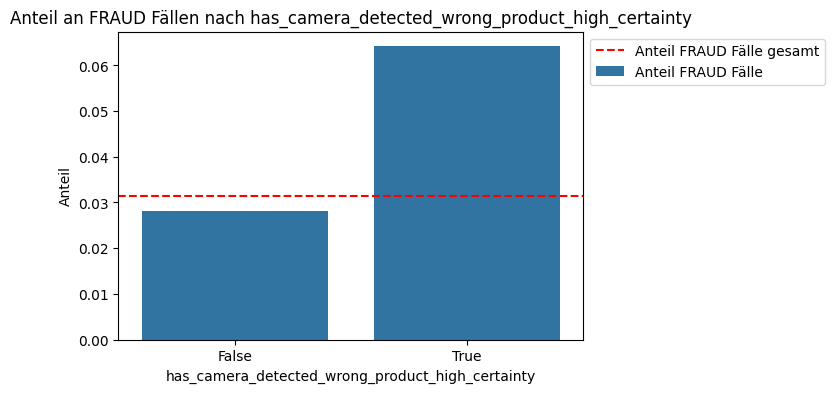 Anteil an FRAUD Fällen nach has_camera_detected_wrong_product_high_certainty
Anteil FRAUD Fälle gesamt
Anteil FRAUD Fälle
0.06
0.05
0.04
0.03
0.02
0.01
0.00
Anteil
False
True
has_camera_detected_wrong_product_high_certainty